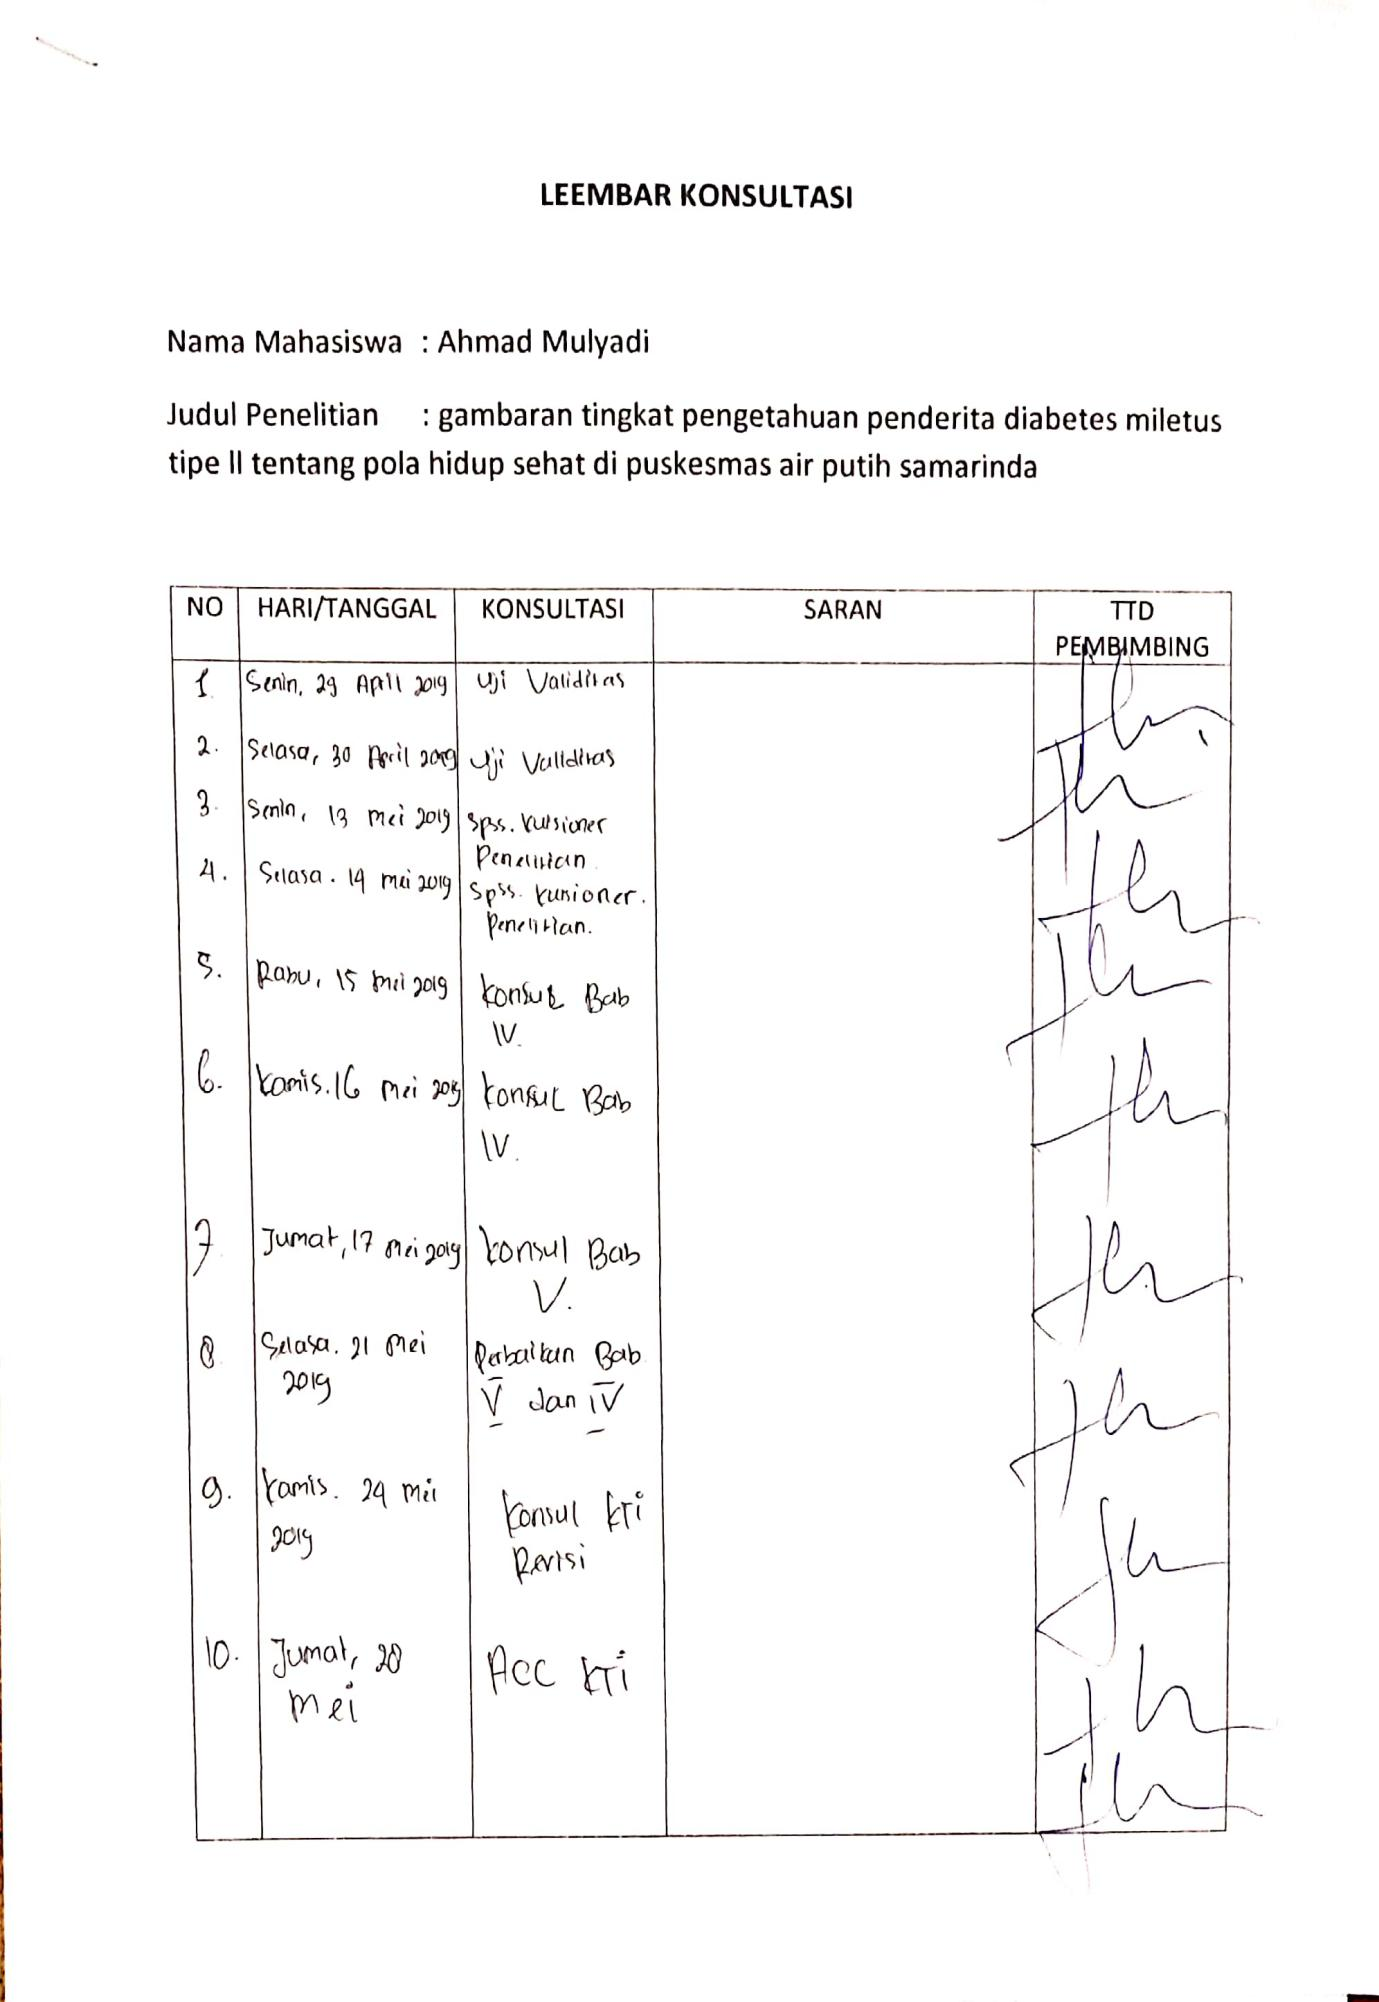 LEEMBAR KONSULTASI
Nama Mahasiswa : Ahmad Mulyadi
Judul Penelitian : gambaran tingkat pengetahuan penderita diabetes miletus
tipe II tentang pola hidup sehat di puskesmas air putih samarinda
NO HARI/TANGGAL KONSULTASI SARAN TTD
PEMBIMBING
1. Senin, 29 April 2019 Uji Validitas
2. Selasa, 30 April 2019 Uji Validitas
3. Senin, 13 mei 2019 Spss. kuisioner
Penelitian.
4. Selasa. 14 mei 2019 Spss. kusioner.
Penelitian.
5. Rabu, 15 mei 2019 konsul Bab
IV.
6. Kamis. 16 mei 2019 konsul Bab
IV.
7. Jumat, 17 mei 2019 konsul Bab
V.
8. Selasa. 21 mei Perbaikan Bab
2019 V dan IV
9. Kamis. 24 mei
2019 Konsul KTi
Revisi
10. Jumat, 28 ACC KTi
mei